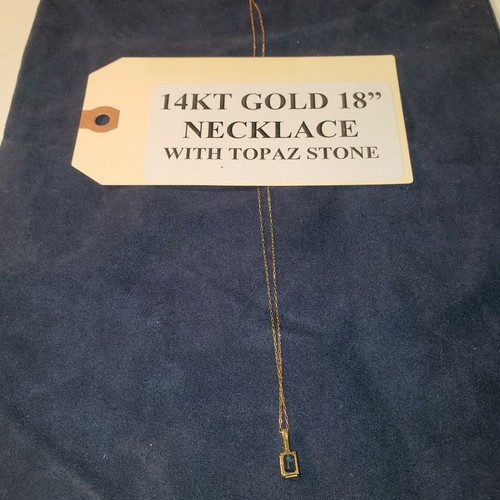 14KT GOLD 18”
NECKLACE
WITH TOPAZ STONE